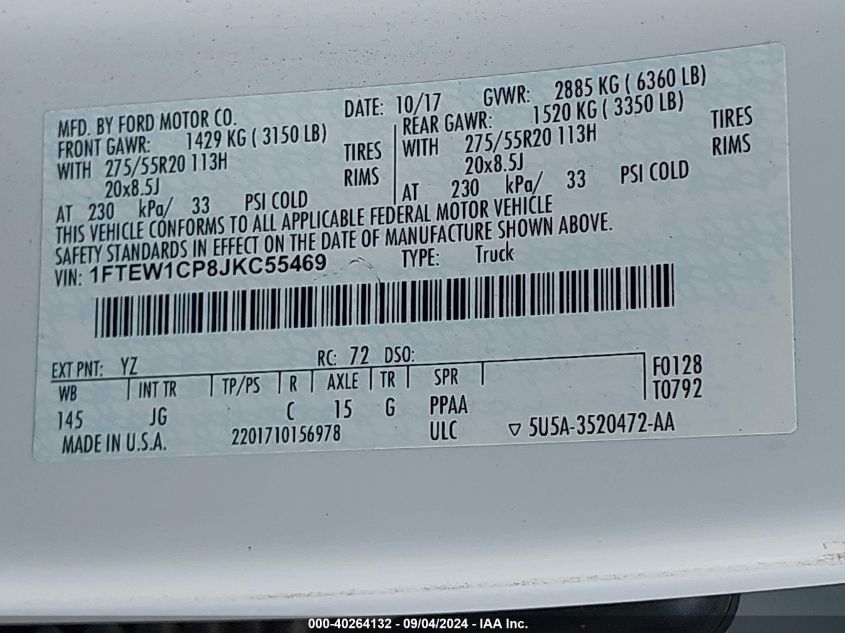 MFD. BY FORD MOTOR CO. DATE: 10/17 GVWR: 2885 KG ( 6360 LB)
FRONT GAWR: 1429 KG ( 3150 LB) REAR GAWR: 1520 KG ( 3350 LB)
WITH 275/55R20 113H TIRES WITH 275/55R20 113H TIRES
20x8.5J RIMS 20x8.5J RIMS
AT 230 kPa/ 33 PSI COLD AT 230 kPa/ 33 PSI COLD
THIS VEHICLE CONFORMS TO ALL APPLICABLE FEDERAL MOTOR VEHICLE
SAFETY STANDARDS IN EFFECT ON THE DATE OF MANUFACTURE SHOWN ABOVE.
VIN: 1FTEW1CP8JKC55469 TYPE: Truck
EXT PNT: YZ RC: 72 DSO:
WB INT TR TP/PS R AXLE TR SPR F0128
145 JG C 15 G PPAA T0792
MADE IN U.S.A. 2201710156978 ULC ▽ 5U5A-3520472-AA
000-40264132 - 09/04/2024 - IAA Inc.